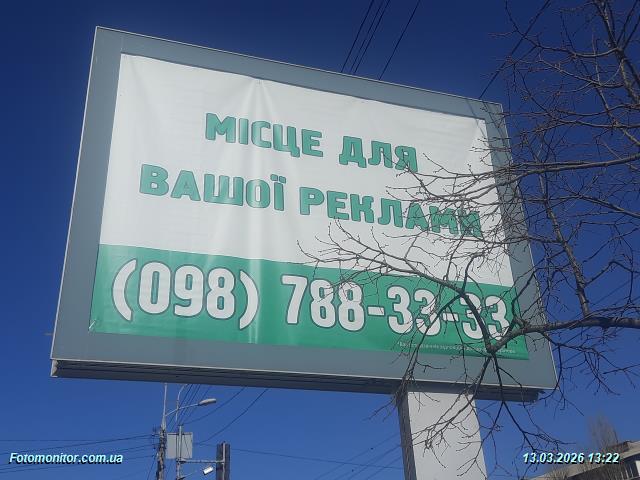 МІСЦЕ ДЛЯ
ВАШОЇ РЕКЛАМИ
(098) 788-33-33
Fotomonitor.com.ua
13.03.2026 13:22